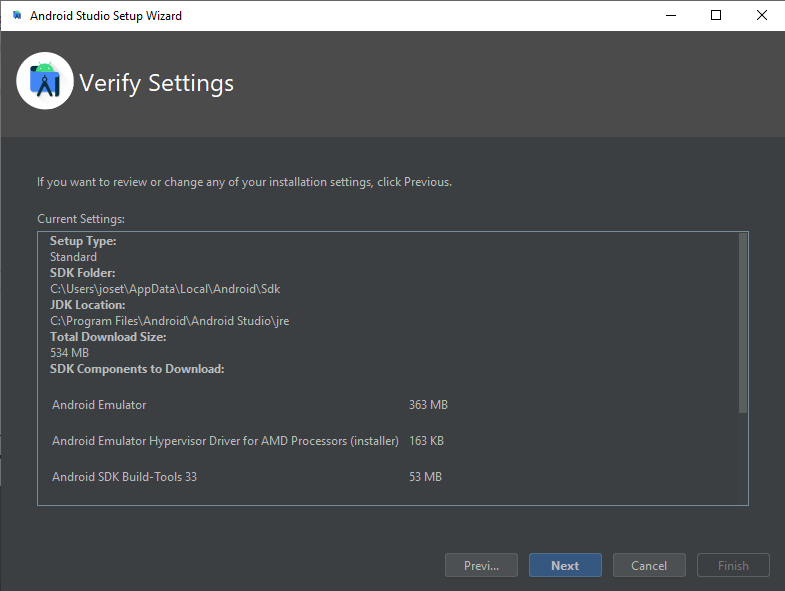 Android Studio Setup Wizard
Verify Settings
If you want to review or change any of your installation settings, click Previous.
Current Settings:
Setup Type:
Standard
SDK Folder:
C:\Users\joset\AppData\Local\Android\Sdk
JDK Location:
C:\Program Files\Android\Android Studio\jre
Total Download Size:
534 MB
SDK Components to Download:
Android Emulator 363 MB
Android Emulator Hypervisor Driver for AMD Processors (installer) 163 KB
Android SDK Build-Tools 33 53 MB
Previ... Next Cancel Finish